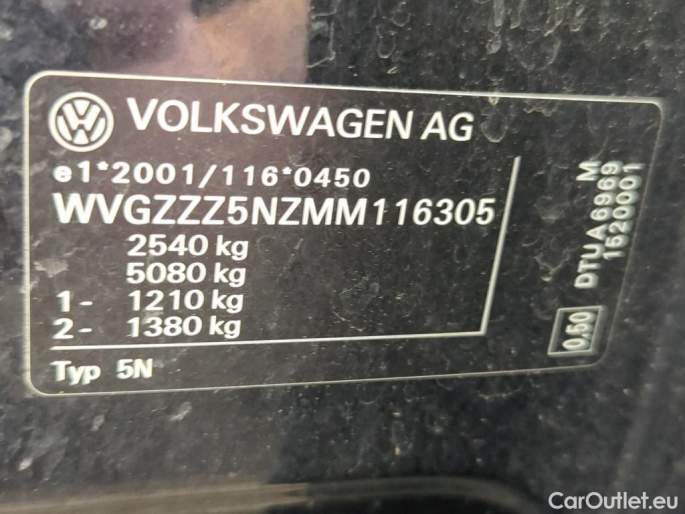 VOLKSWAGEN AG
e1*2001/116*0450
WVGZZZ5NZMM116305
2540 kg
5080 kg
1- 1210 kg
2- 1380 kg
Typ 5N
M
DTUA6969
1520001
0,50
CarOutlet.eu